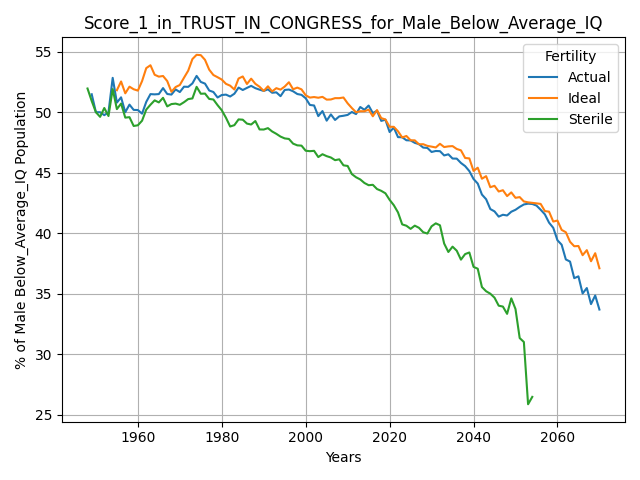 Score_1_in_TRUST_IN_CONGRESS_for_Male_Below_Average_IQ
Fertility
Actual
Ideal
Sterile
% of Male Below_Average_IQ Population
55
50
45
40
35
30
25
1960 1980 2000 2020 2040 2060
Years